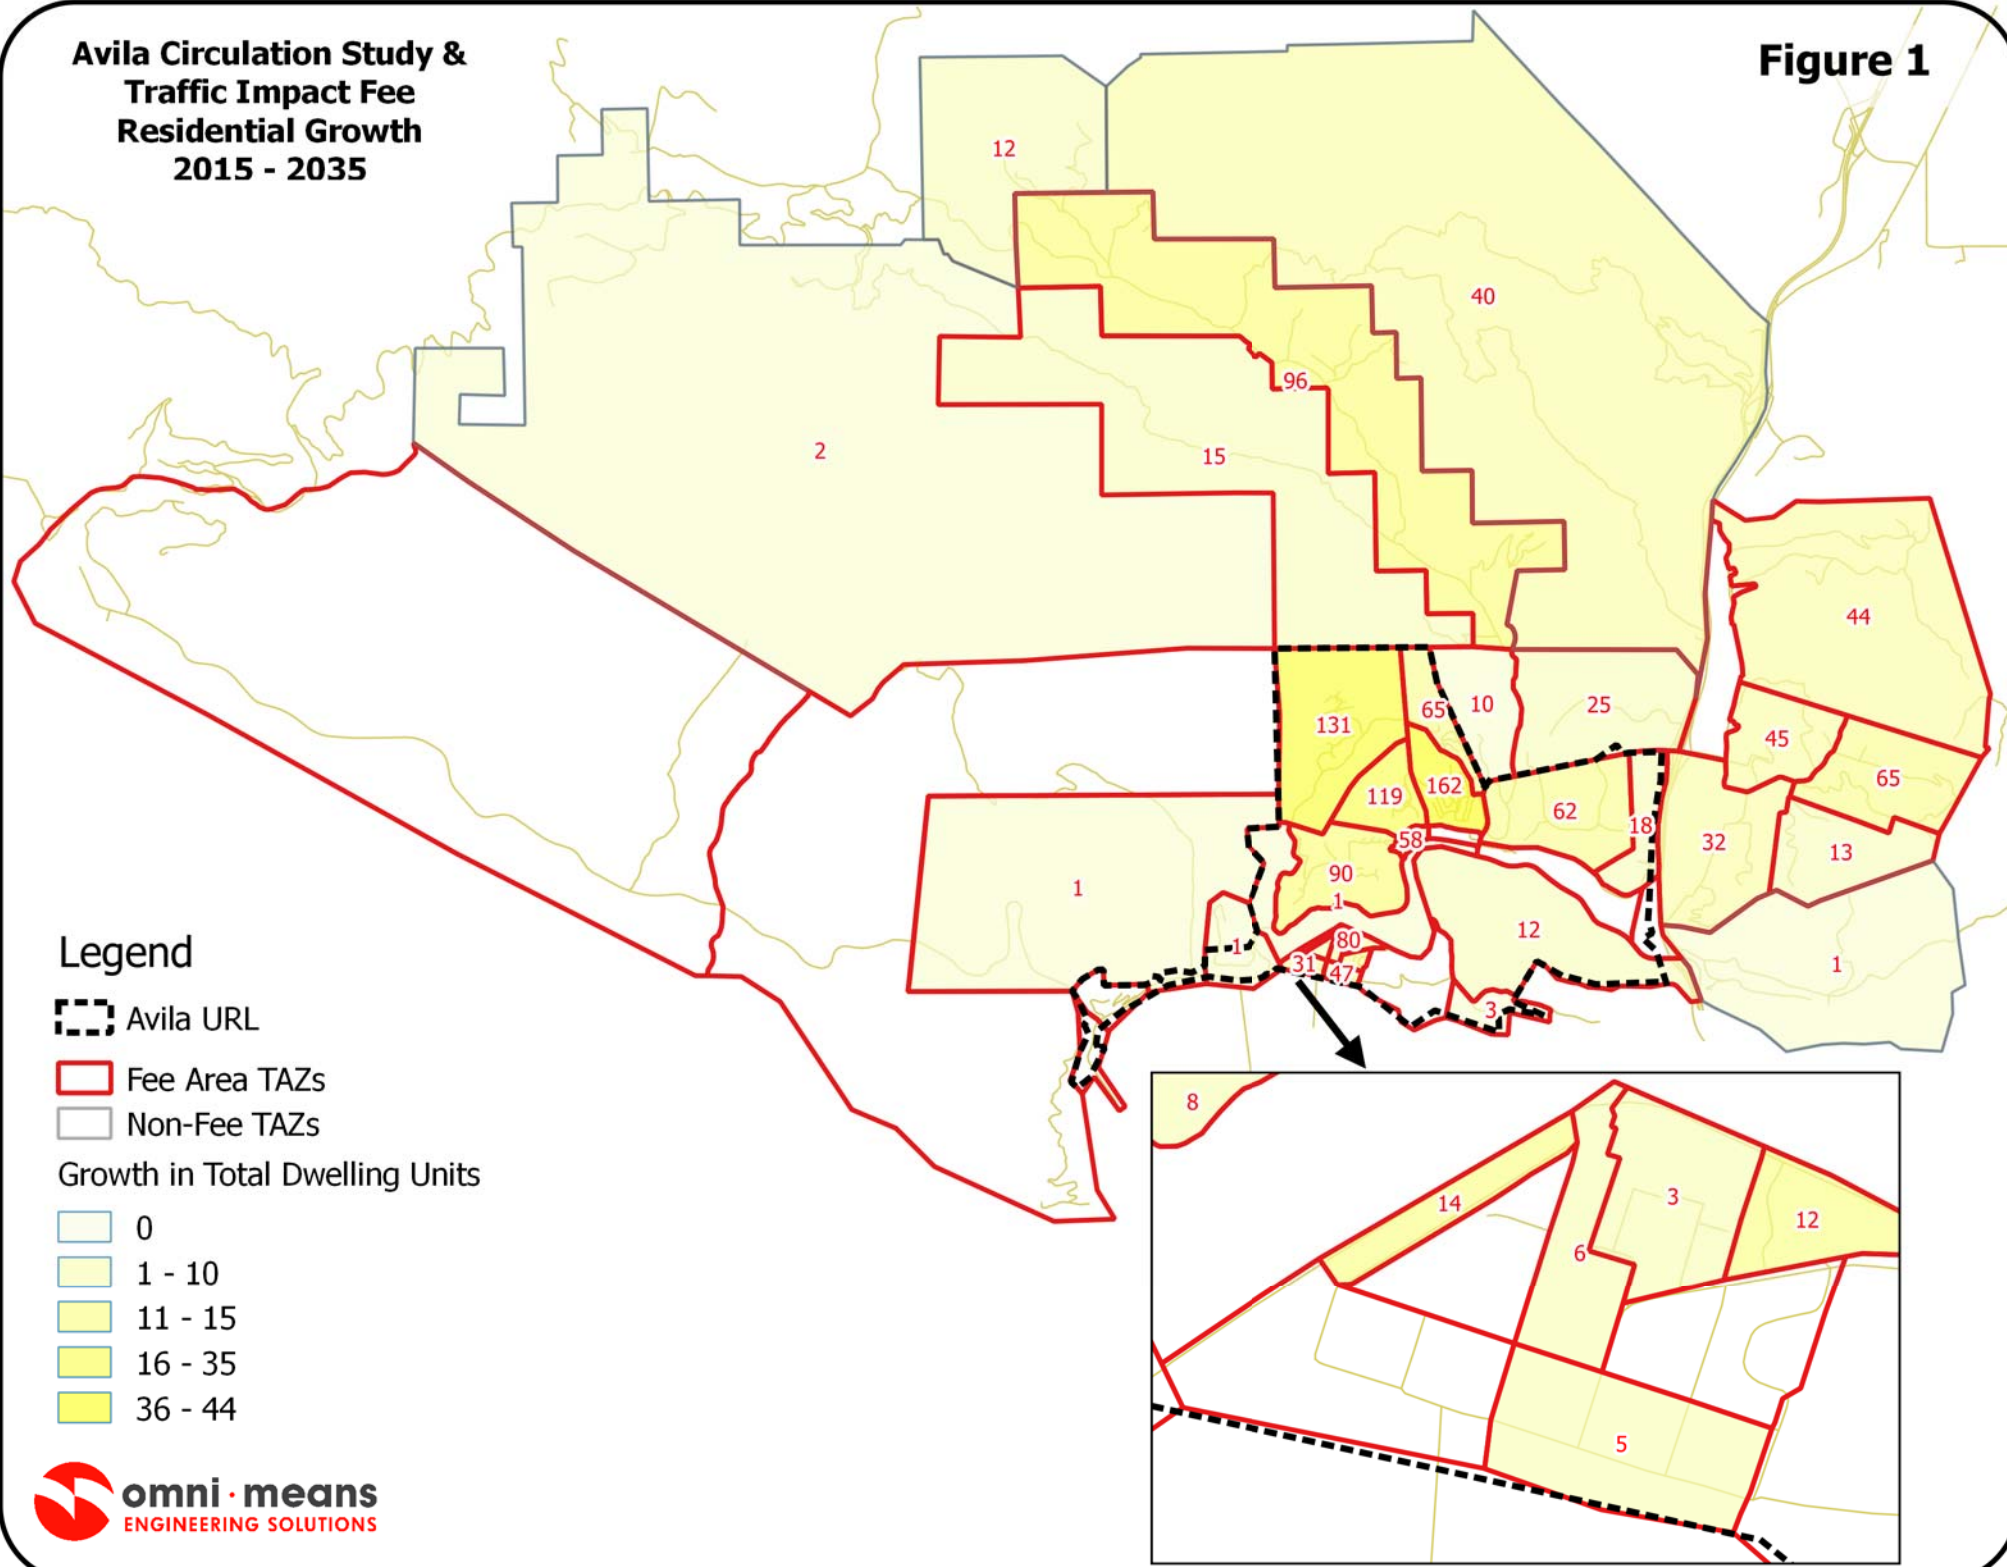 Avila Circulation Study &
Traffic Impact Fee
Residential Growth
2015 - 2035
Figure 1
12
40
96
2
15
44
131
65
10
25
45
65
119
162
62
18
32
13
58
90
1
1
12
80
1
31
47
1
3
Legend
Avila URL
Fee Area TAZs
Non-Fee TAZs
Growth in Total Dwelling Units
0
1 - 10
11 - 15
16 - 35
36 - 44
8
14
3
12
6
5
omni · means
ENGINEERING SOLUTIONS